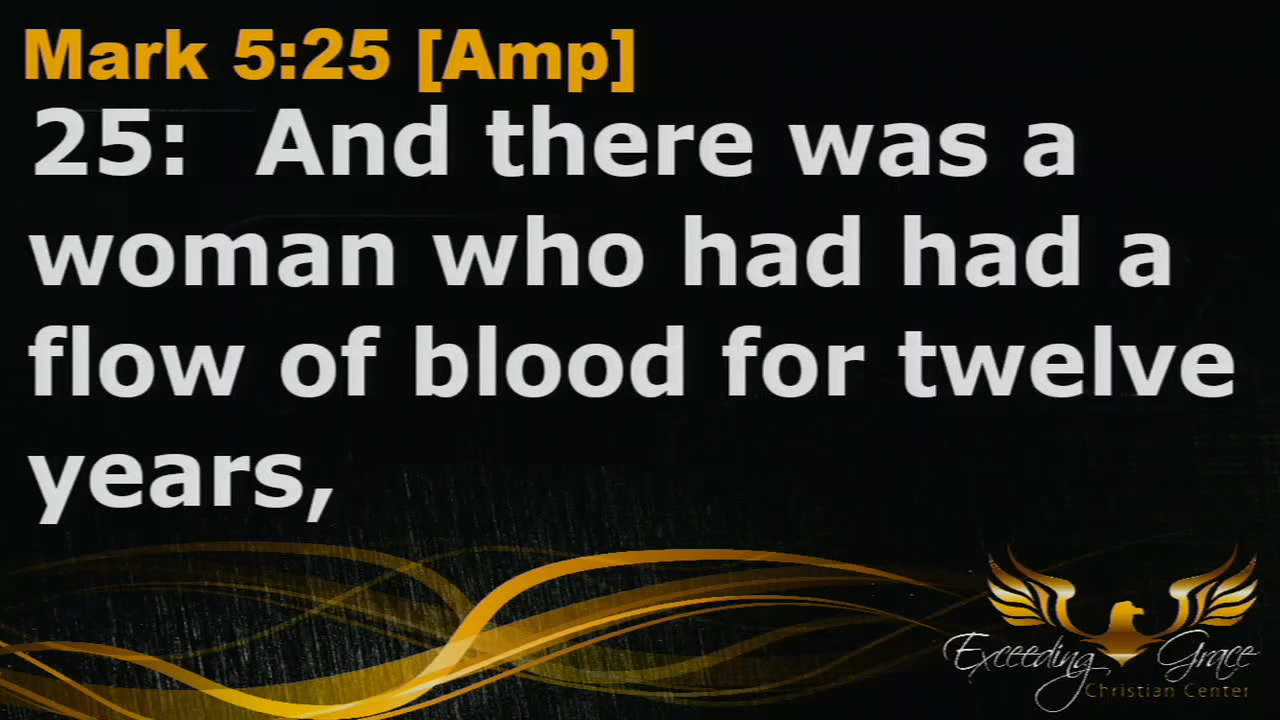 Mark 5:25 [Amp]
25: And there was a
woman who had had a
flow of blood for twelve
years,
Exceeding Grace
Christian Center